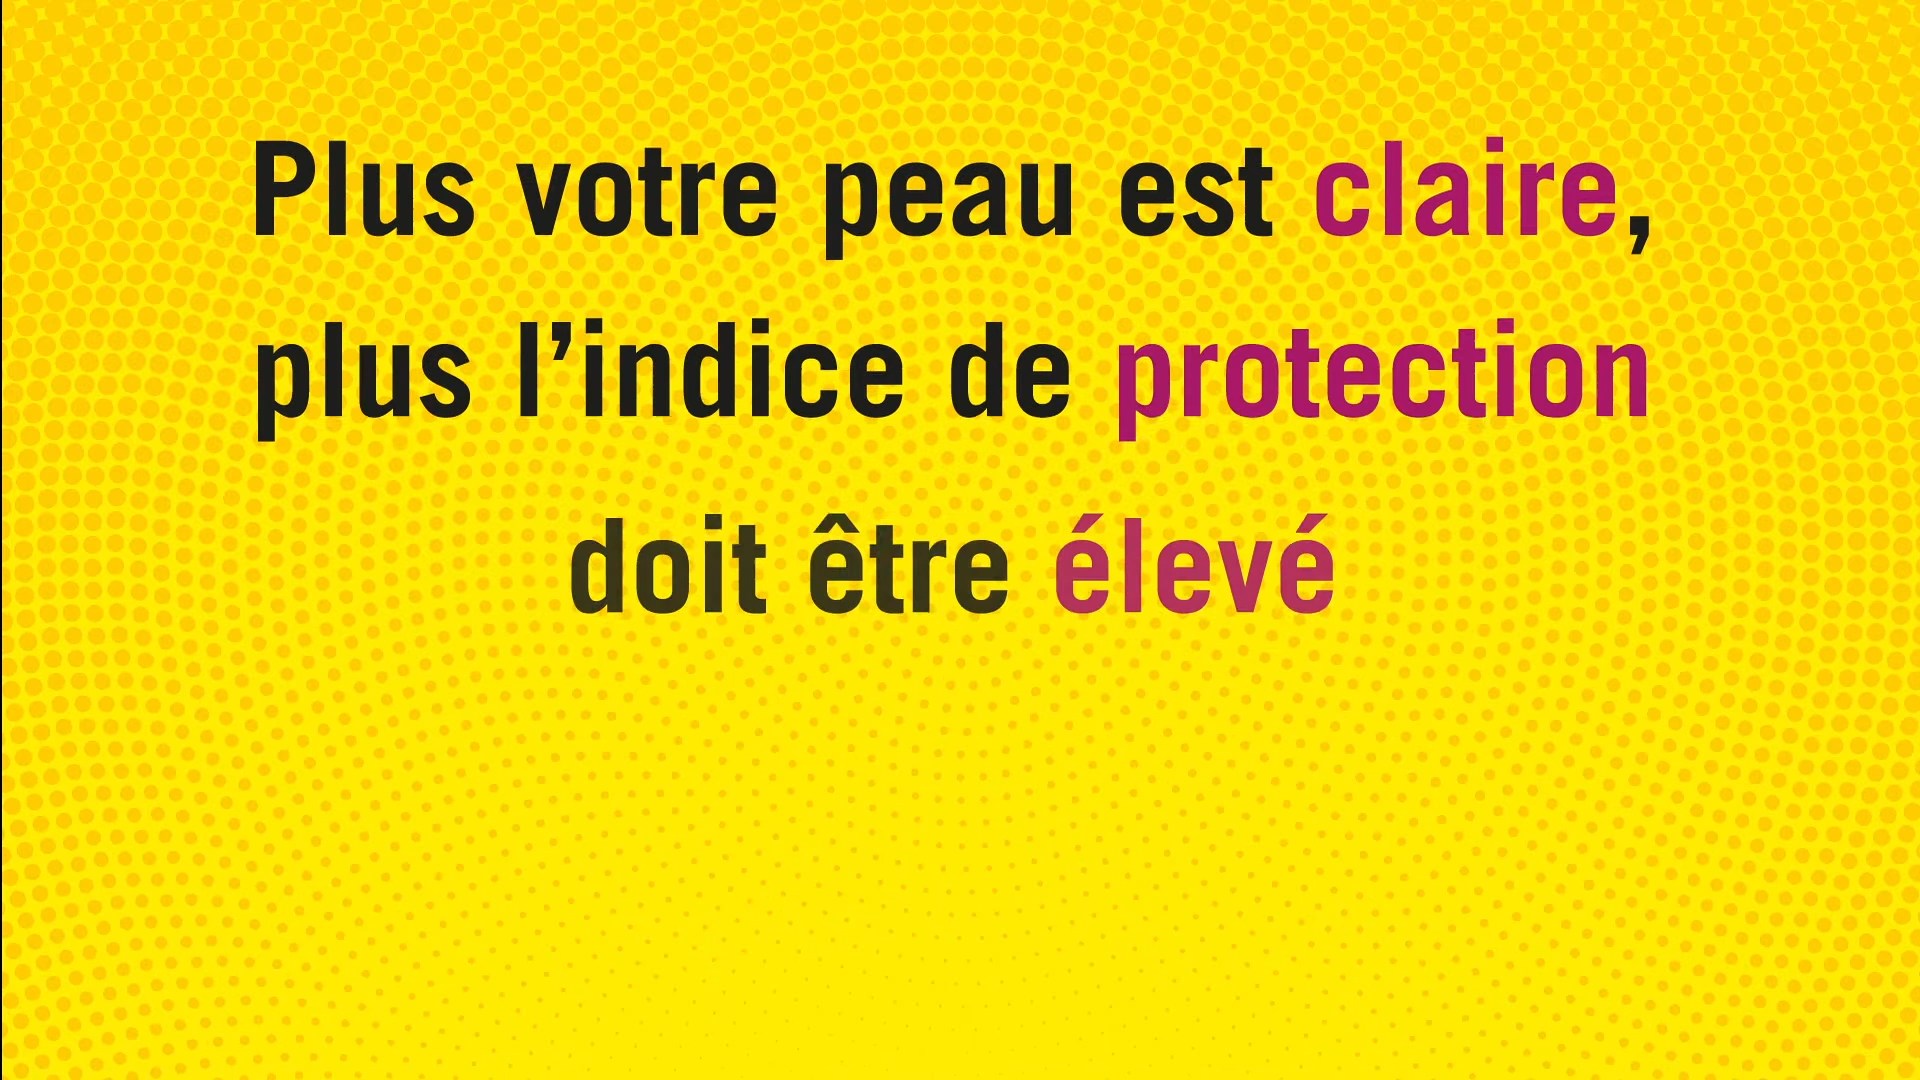 Plus votre peau est claire,
plus l’indice de protection
doit être élevé